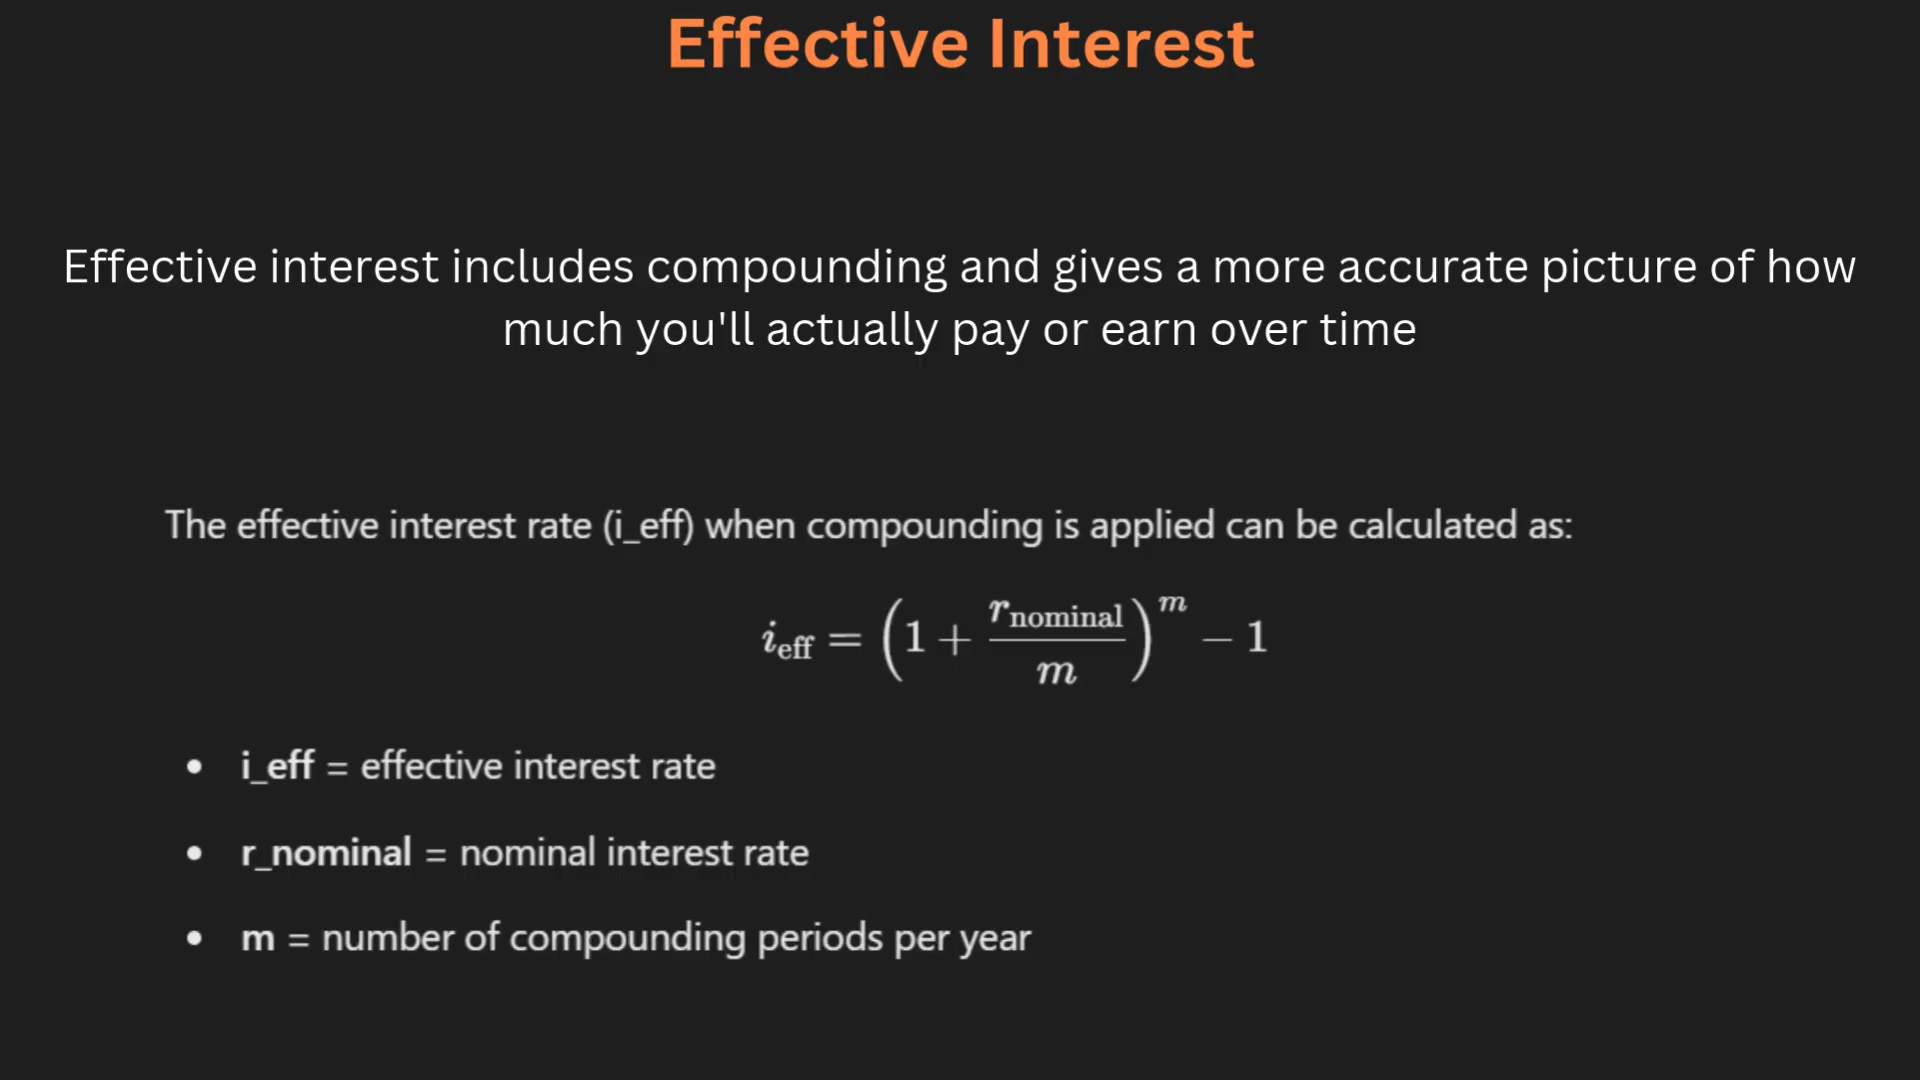 Effective Interest
Effective interest includes compounding and gives a more accurate picture of how
much you'll actually pay or earn over time
The effective interest rate (i_eff) when compounding is applied can be calculated as:
i_eff = (1 + r_nominal / m)^m − 1
• i_eff = effective interest rate
• r_nominal = nominal interest rate
• m = number of compounding periods per year